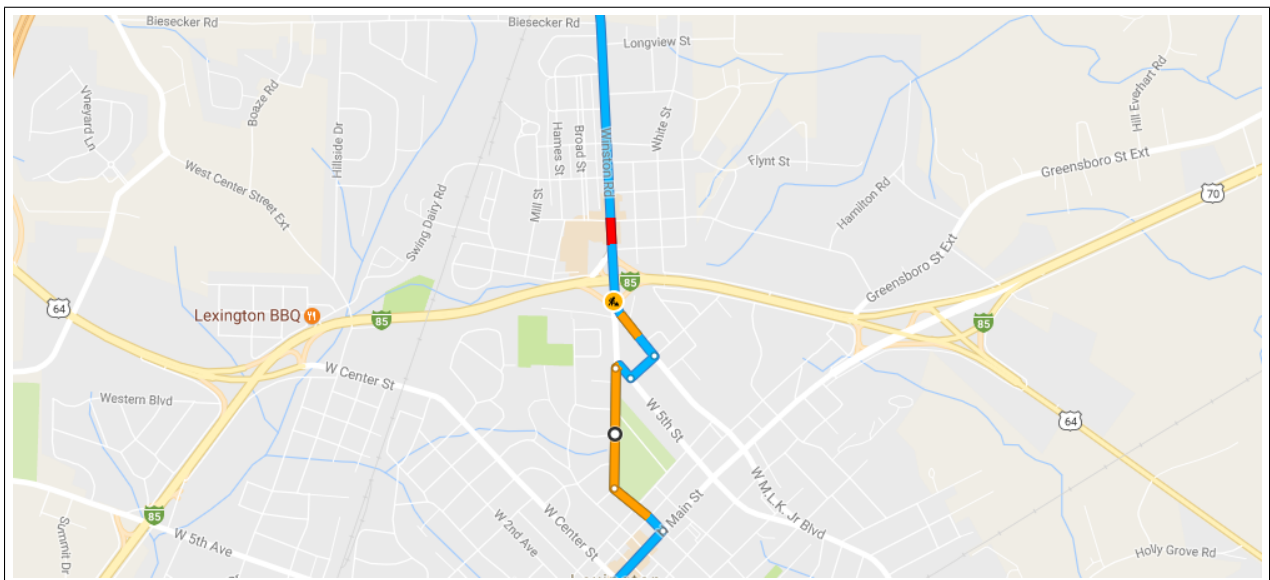 Biesecker Rd
Biesecker Rd
Longview St
Vineyard Ln
Boaze Rd
Hillside Dr
Hames St
Broad St
Winston Rd
White St
Flynt St
Hill Everhart Rd
Greensboro St Ext
West Center Street Ext
Swing Dairy Rd
Mill St
Hamilton Rd
70
Greensboro St Ext
85
64
Lexington BBQ
85
85
W Center St
Western Blvd
W 5th St
64
Main St
W M.L.K. Jr Blvd
85
W 5th Ave
W 2nd Ave
W Center St
Summit Dr
Holly Grove Rd
Lexington